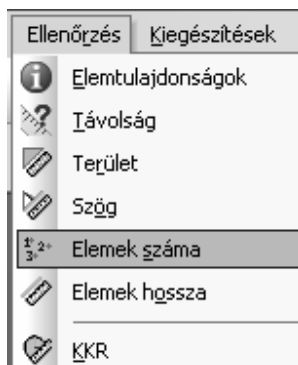 Ellenőrzés Kiegészítések
Elemtulajdonságok
Távolság
Terület
Szög
Elemek száma
Elemek hossza
KKR